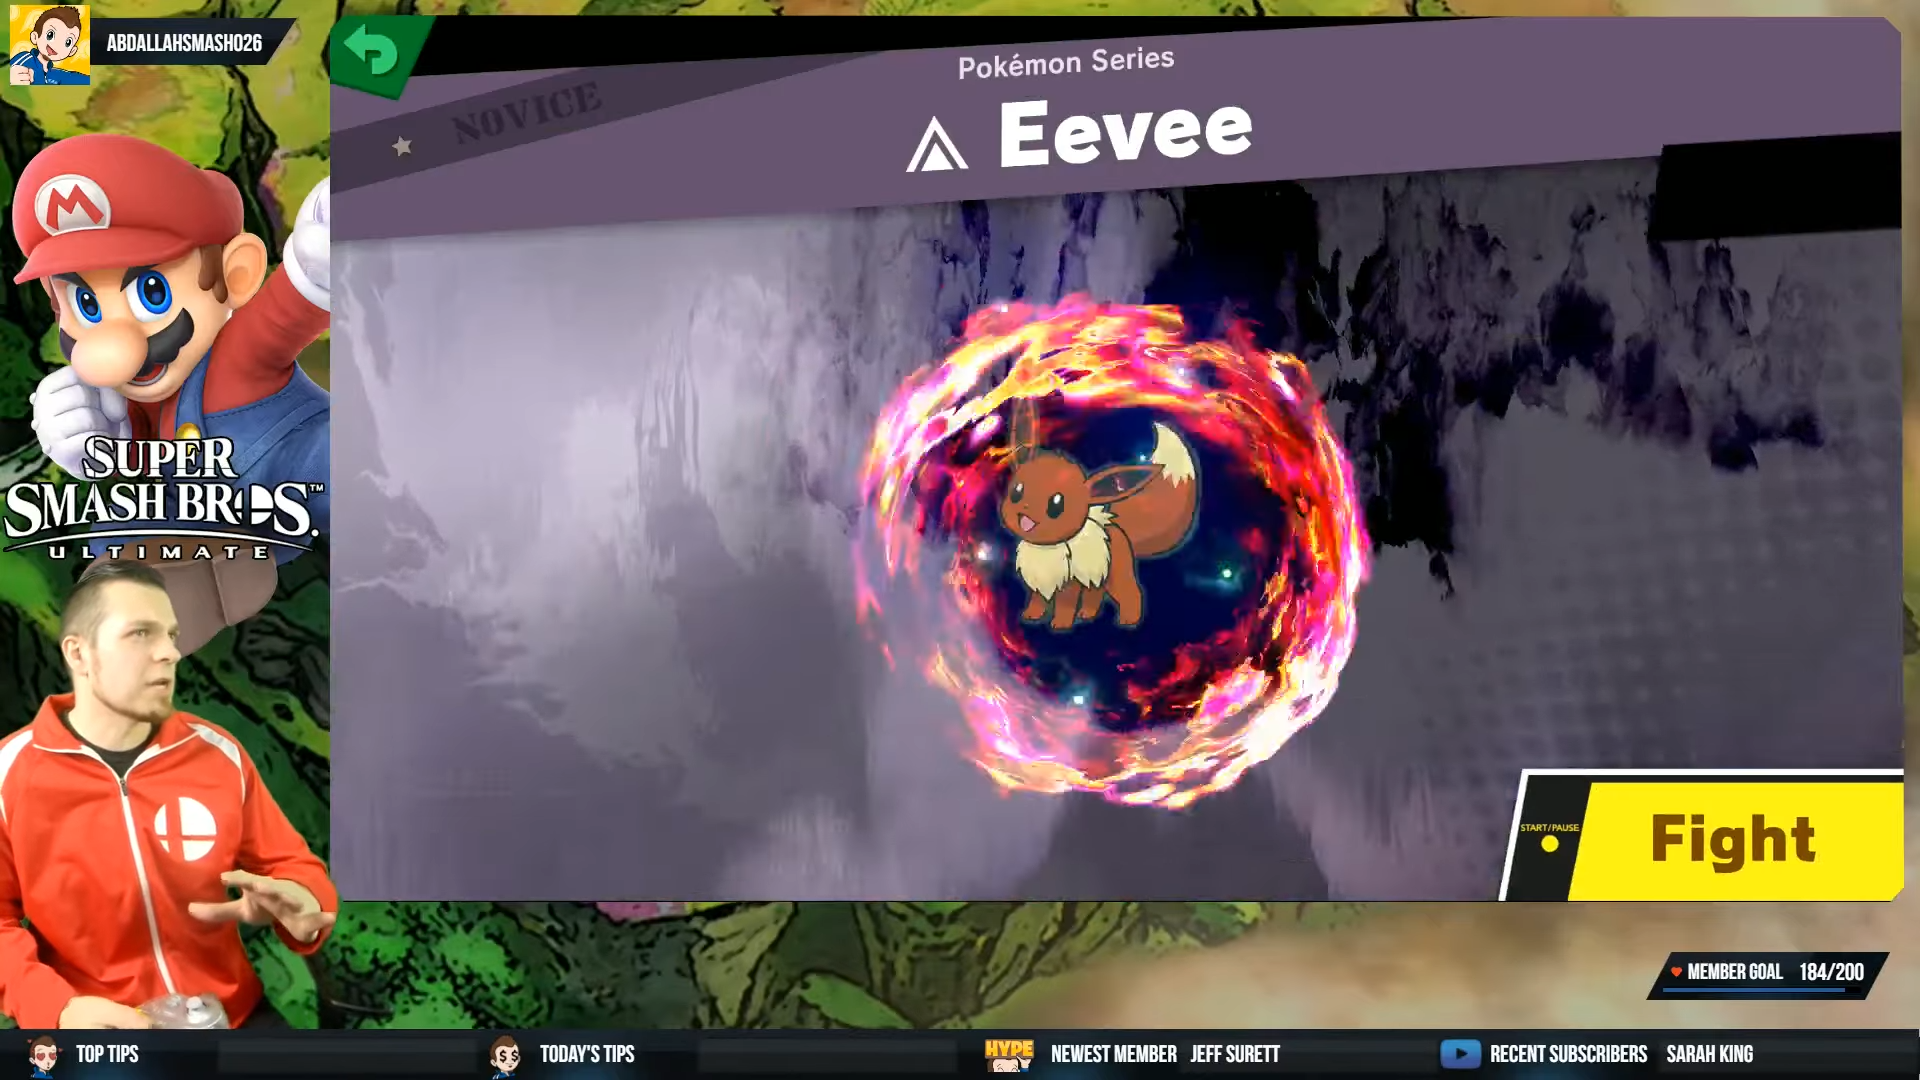 ABDALLAHSMASH026
Pokémon Series
NOVICE
Eevee
M
SUPER
SMASH BROS.™
ULTIMATE
START/PAUSE
Fight
MEMBER GOAL 184/200
TOP TIPS
TODAY'S TIPS
HYPE
NEWEST MEMBER JEFF SURETT
RECENT SUBSCRIBERS SARAH KING